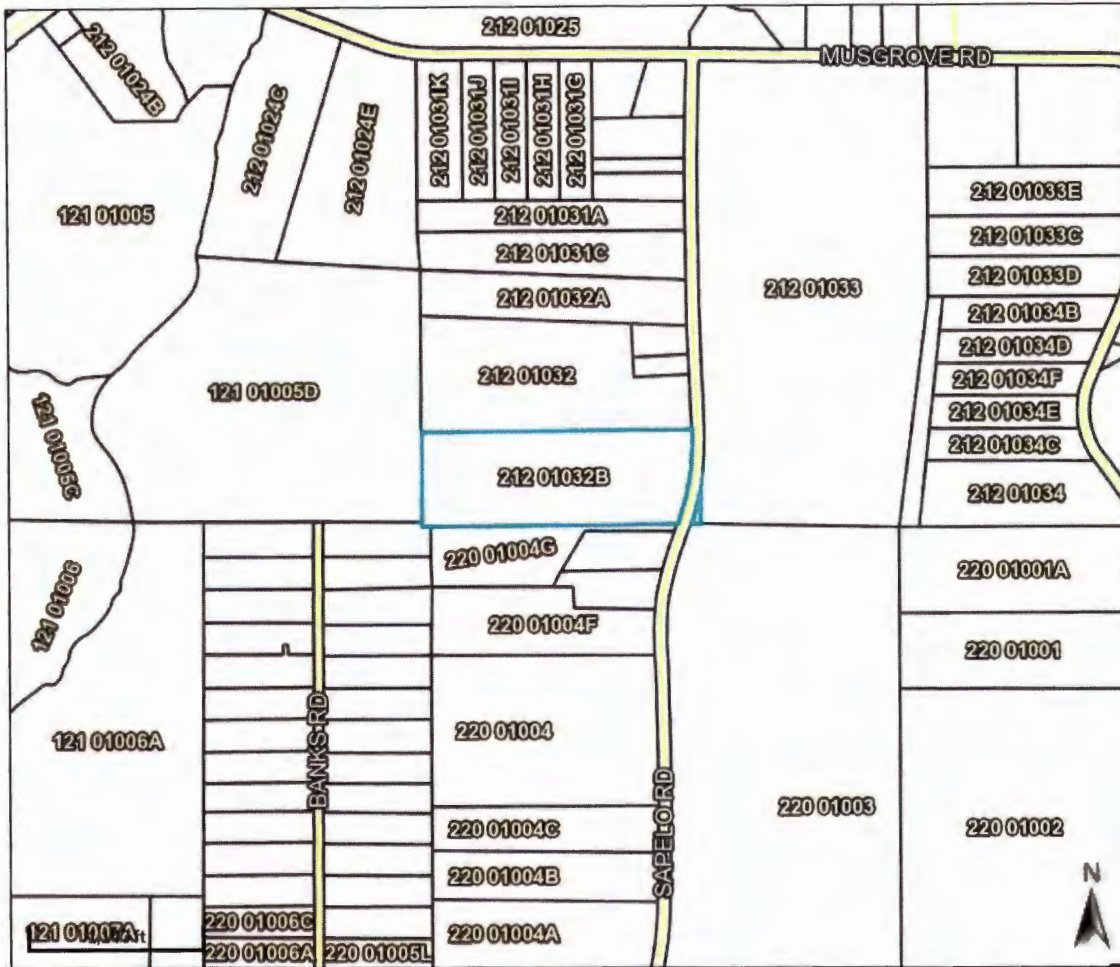 212 01025
MUSGROVE RD
212 01024B
212 01024C
212 01024E
212 01031K
212 01031J
212 01031I
212 01031H
212 01031G
121 01005
212 01031A
212 01031C
212 01032A
212 01033
212 01033E
212 01033C
212 01033D
212 01034B
212 01034D
212 01034F
212 01034E
212 01034C
212 01034
121 01005D
212 01032
121 01005C
212 01032B
220 01004G
220 01001A
121 01006
220 01004F
220 01001
121 01006A
BANKS RD
220 01004
SAPELO RD
220 01003
220 01002
220 01004C
220 01004B
N
220 01006C
220 01004A
121 01007A
ft
220 01006A
220 01005L